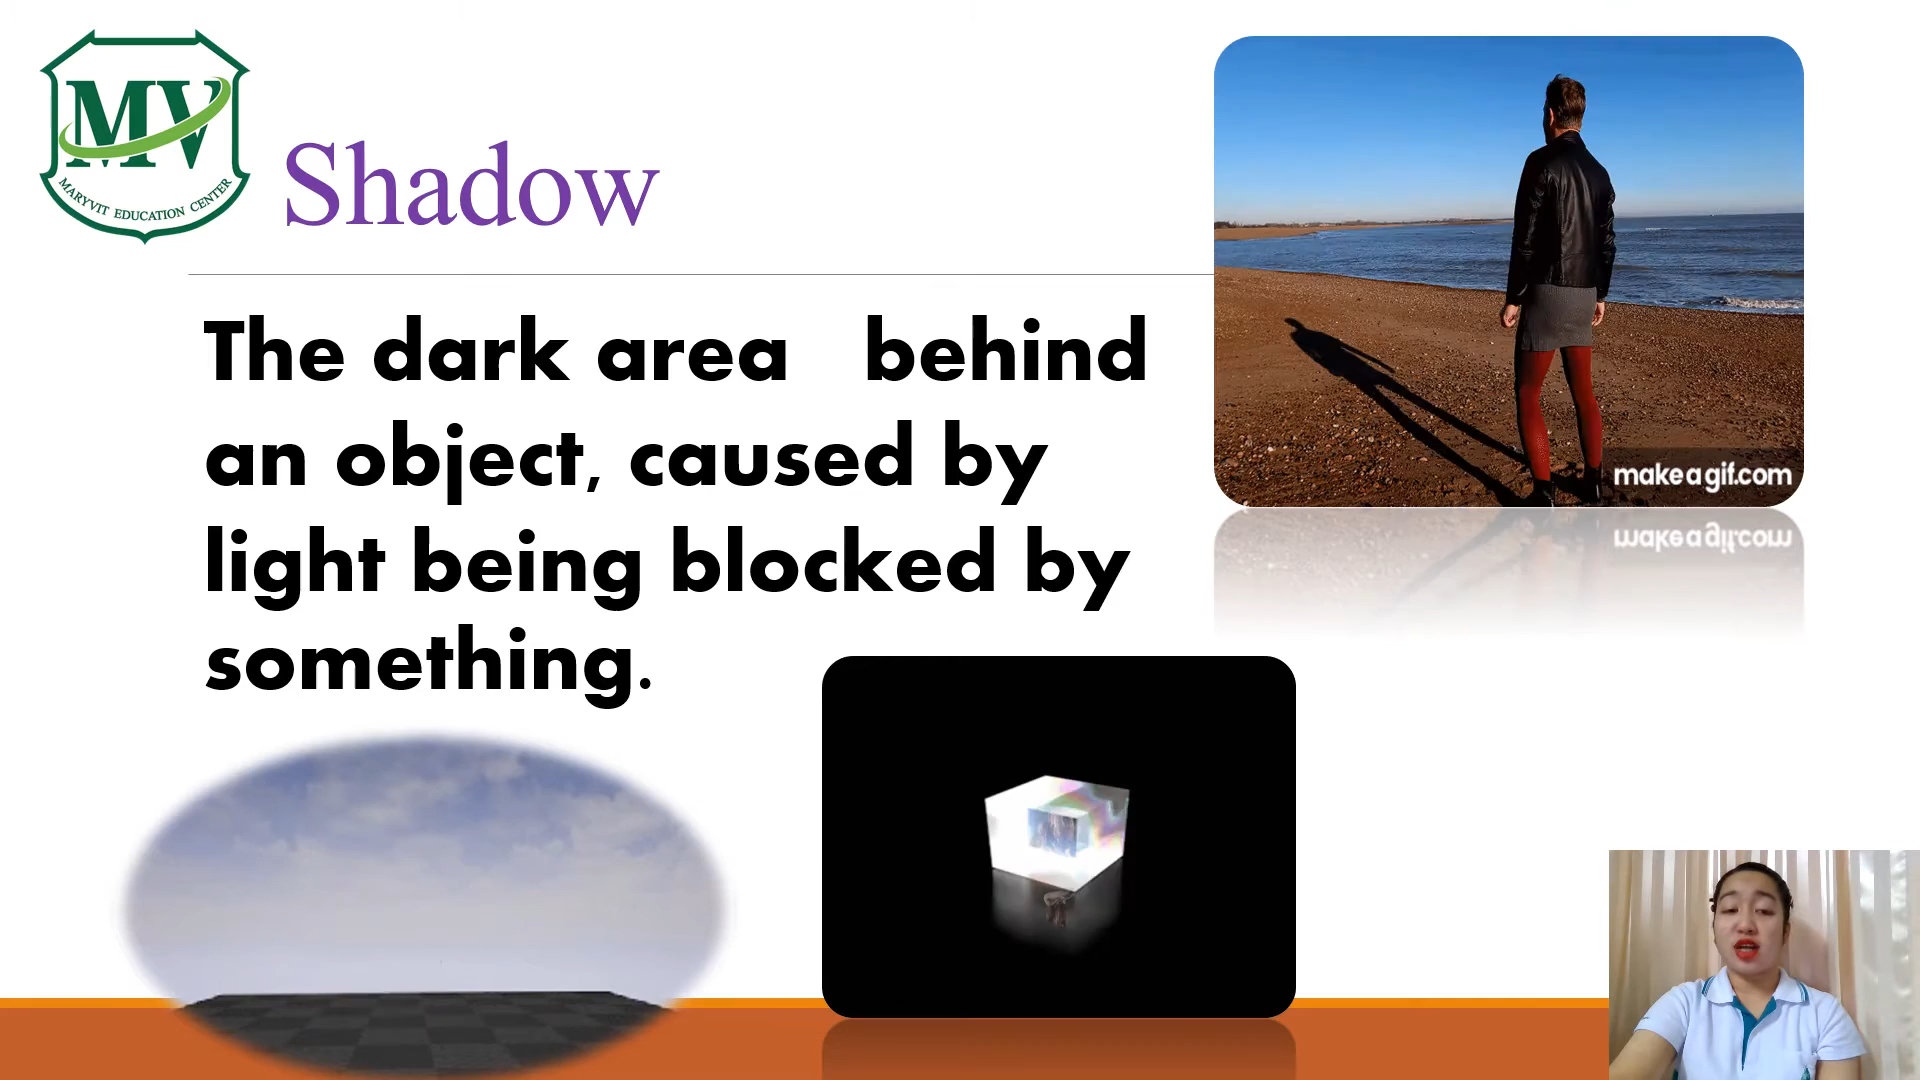 MV
MARYVIT EDUCATION CENTER
Shadow
The dark area behind
an object, caused by
light being blocked by
something.
makeagif.com
makeagif.com